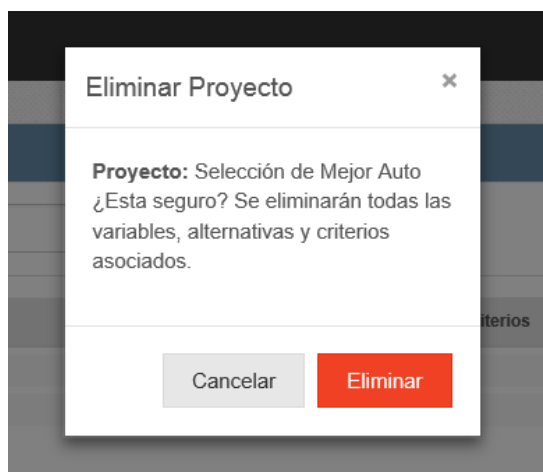 Eliminar Proyecto ×
Proyecto: Selección de Mejor Auto
¿Esta seguro? Se eliminarán todas las
variables, alternativas y criterios
asociados.
iterios
Cancelar Eliminar